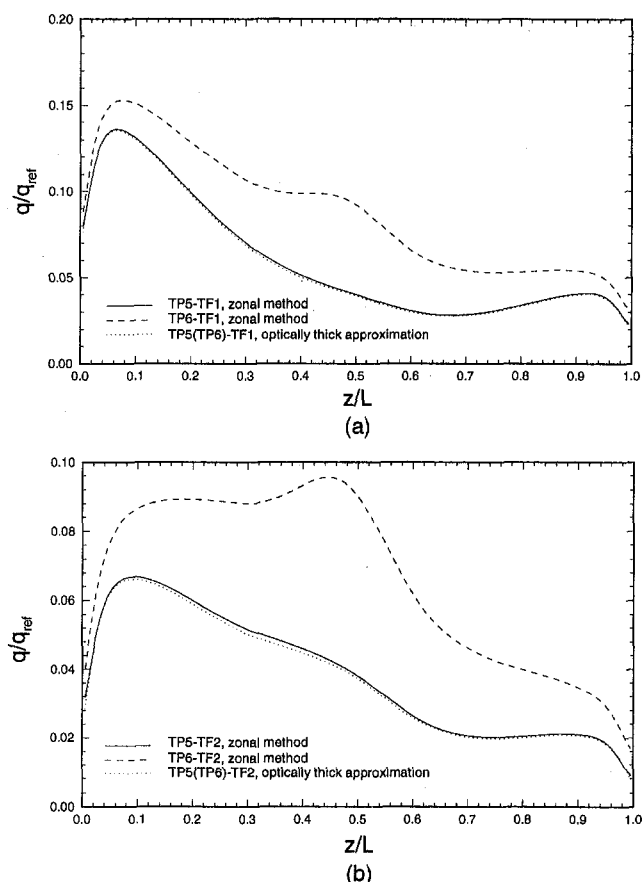 0.20
0.15
0.10
0.05
0.00
q/qref
TP5-TF1, zonal method
TP6-TF1, zonal method
TP5(TP6)-TF1, optically thick approximation
0.0 0.1 0.2 0.3 0.4 0.5 0.6 0.7 0.8 0.9 1.0
z/L
(a)
0.10
0.08
0.06
0.04
0.02
0.00
q/qref
TP5-TF2, zonal method
TP6-TF2, zonal method
TP5(TP6)-TF2, optically thick approximation
0.0 0.1 0.2 0.3 0.4 0.5 0.6 0.7 0.8 0.9 1.0
z/L
(b)